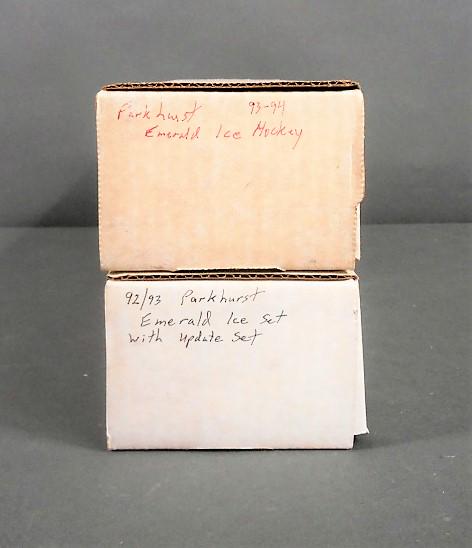 Parkhurst 93-94
Emerald Ice Hockey
92/93 Parkhurst
Emerald Ice Set
with update set